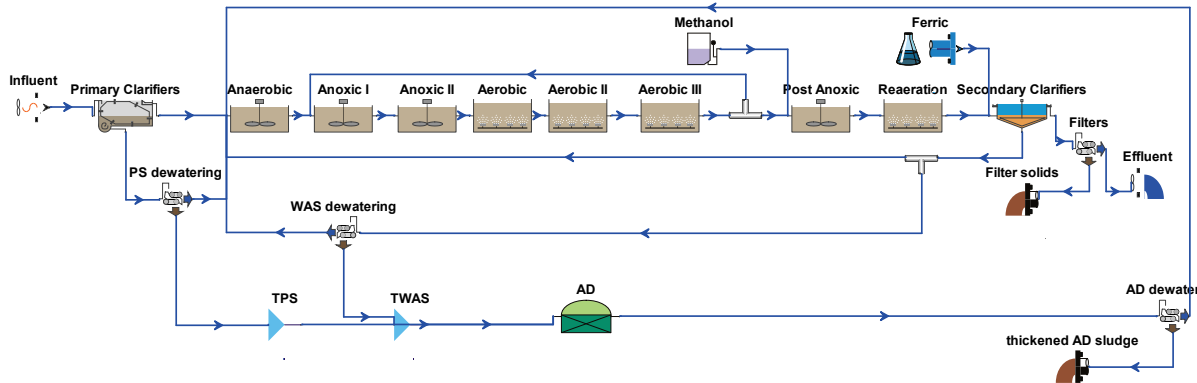 Methanol
Ferric
Influent
Primary Clarifiers
Anaerobic
Anoxic I
Anoxic II
Aerobic
Aerobic II
Aerobic III
Post Anoxic
Reaeration
Secondary Clarifiers
Filters
PS dewatering
Filter solids
Effluent
WAS dewatering
TPS
TWAS
AD
AD dewater
thickened AD sludge